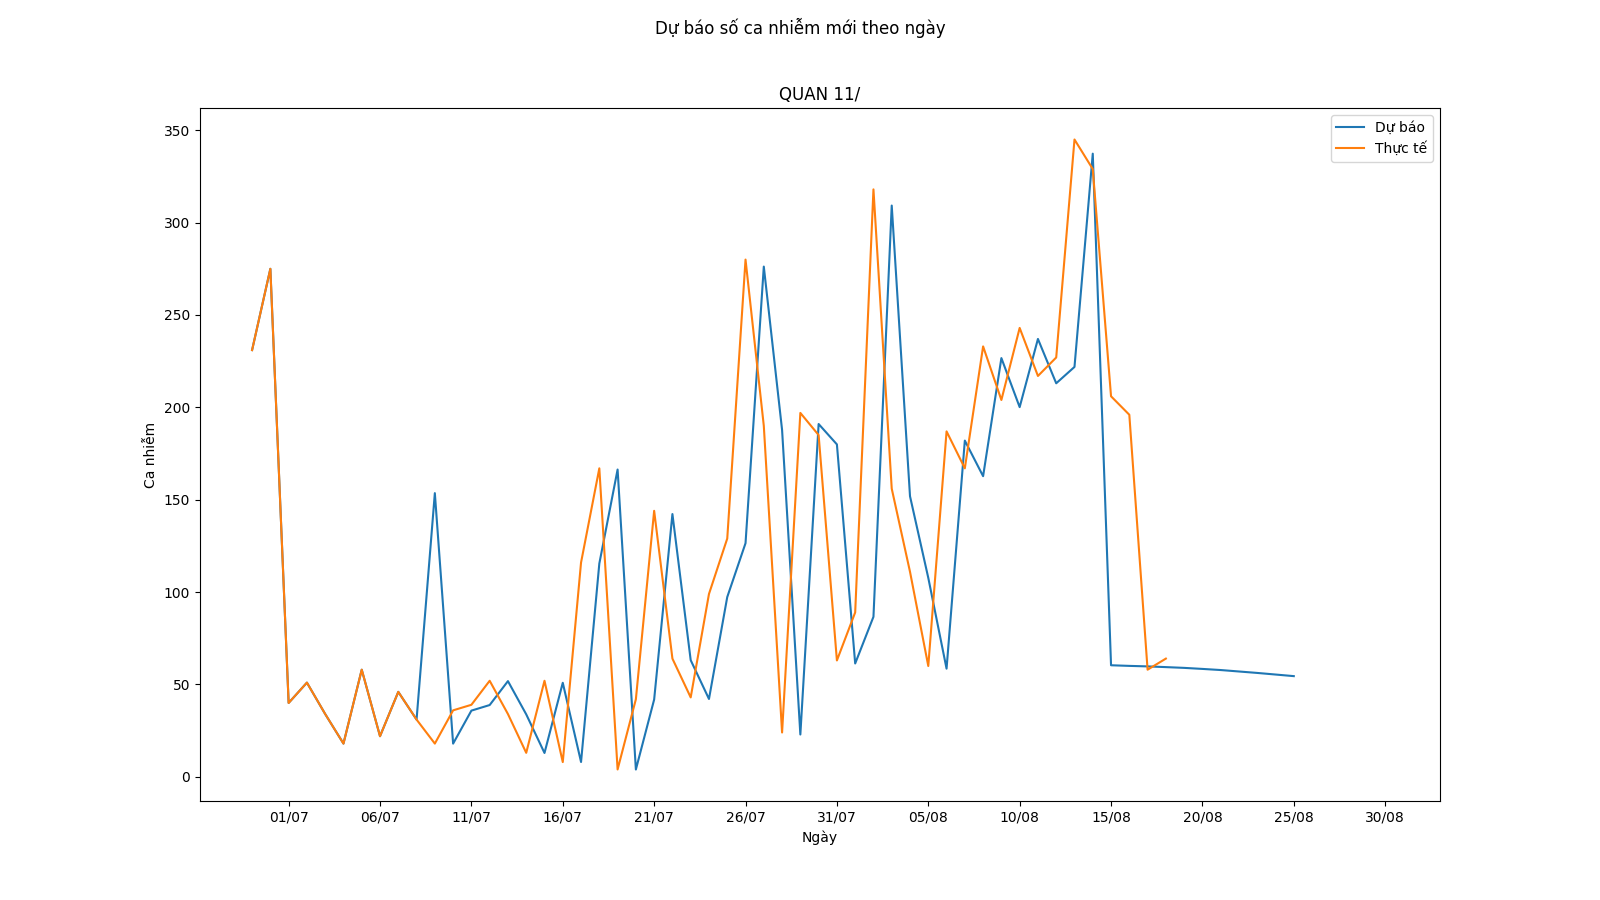 Dự báo số ca nhiễm mới theo ngày
QUAN 11/
Dự báo
Thực tế
350
300
250
200
150
100
50
0
Ca nhiễm
01/07 06/07 11/07 16/07 21/07 26/07 31/07 05/08 10/08 15/08 20/08 25/08 30/08
Ngày